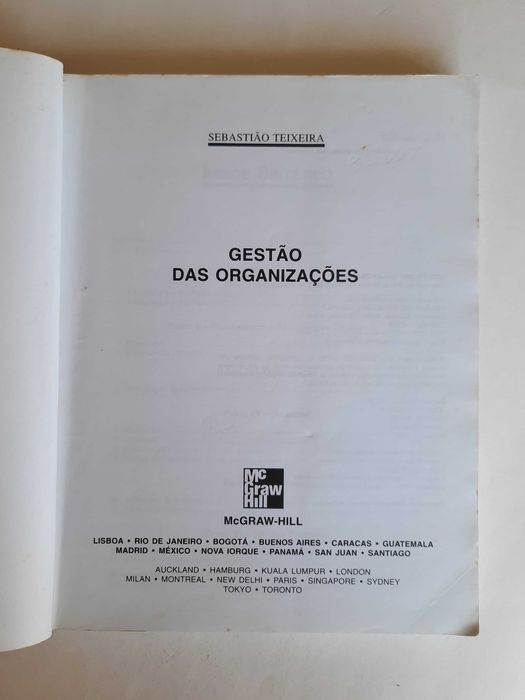 SEBASTIÃO TEIXEIRA
GESTÃO
DAS ORGANIZAÇÕES
Mc
Graw
Hill
McGRAW-HILL
LISBOA • RIO DE JANEIRO • BOGOTÁ • BUENOS AIRES • CARACAS • GUATEMALA
MADRID • MÉXICO • NOVA IORQUE • PANAMÁ • SAN JUAN • SANTIAGO
AUCKLAND • HAMBURG • KUALA LUMPUR • LONDON
MILAN • MONTREAL • NEW DELHI • PARIS • SINGAPORE • SYDNEY
TOKYO • TORONTO